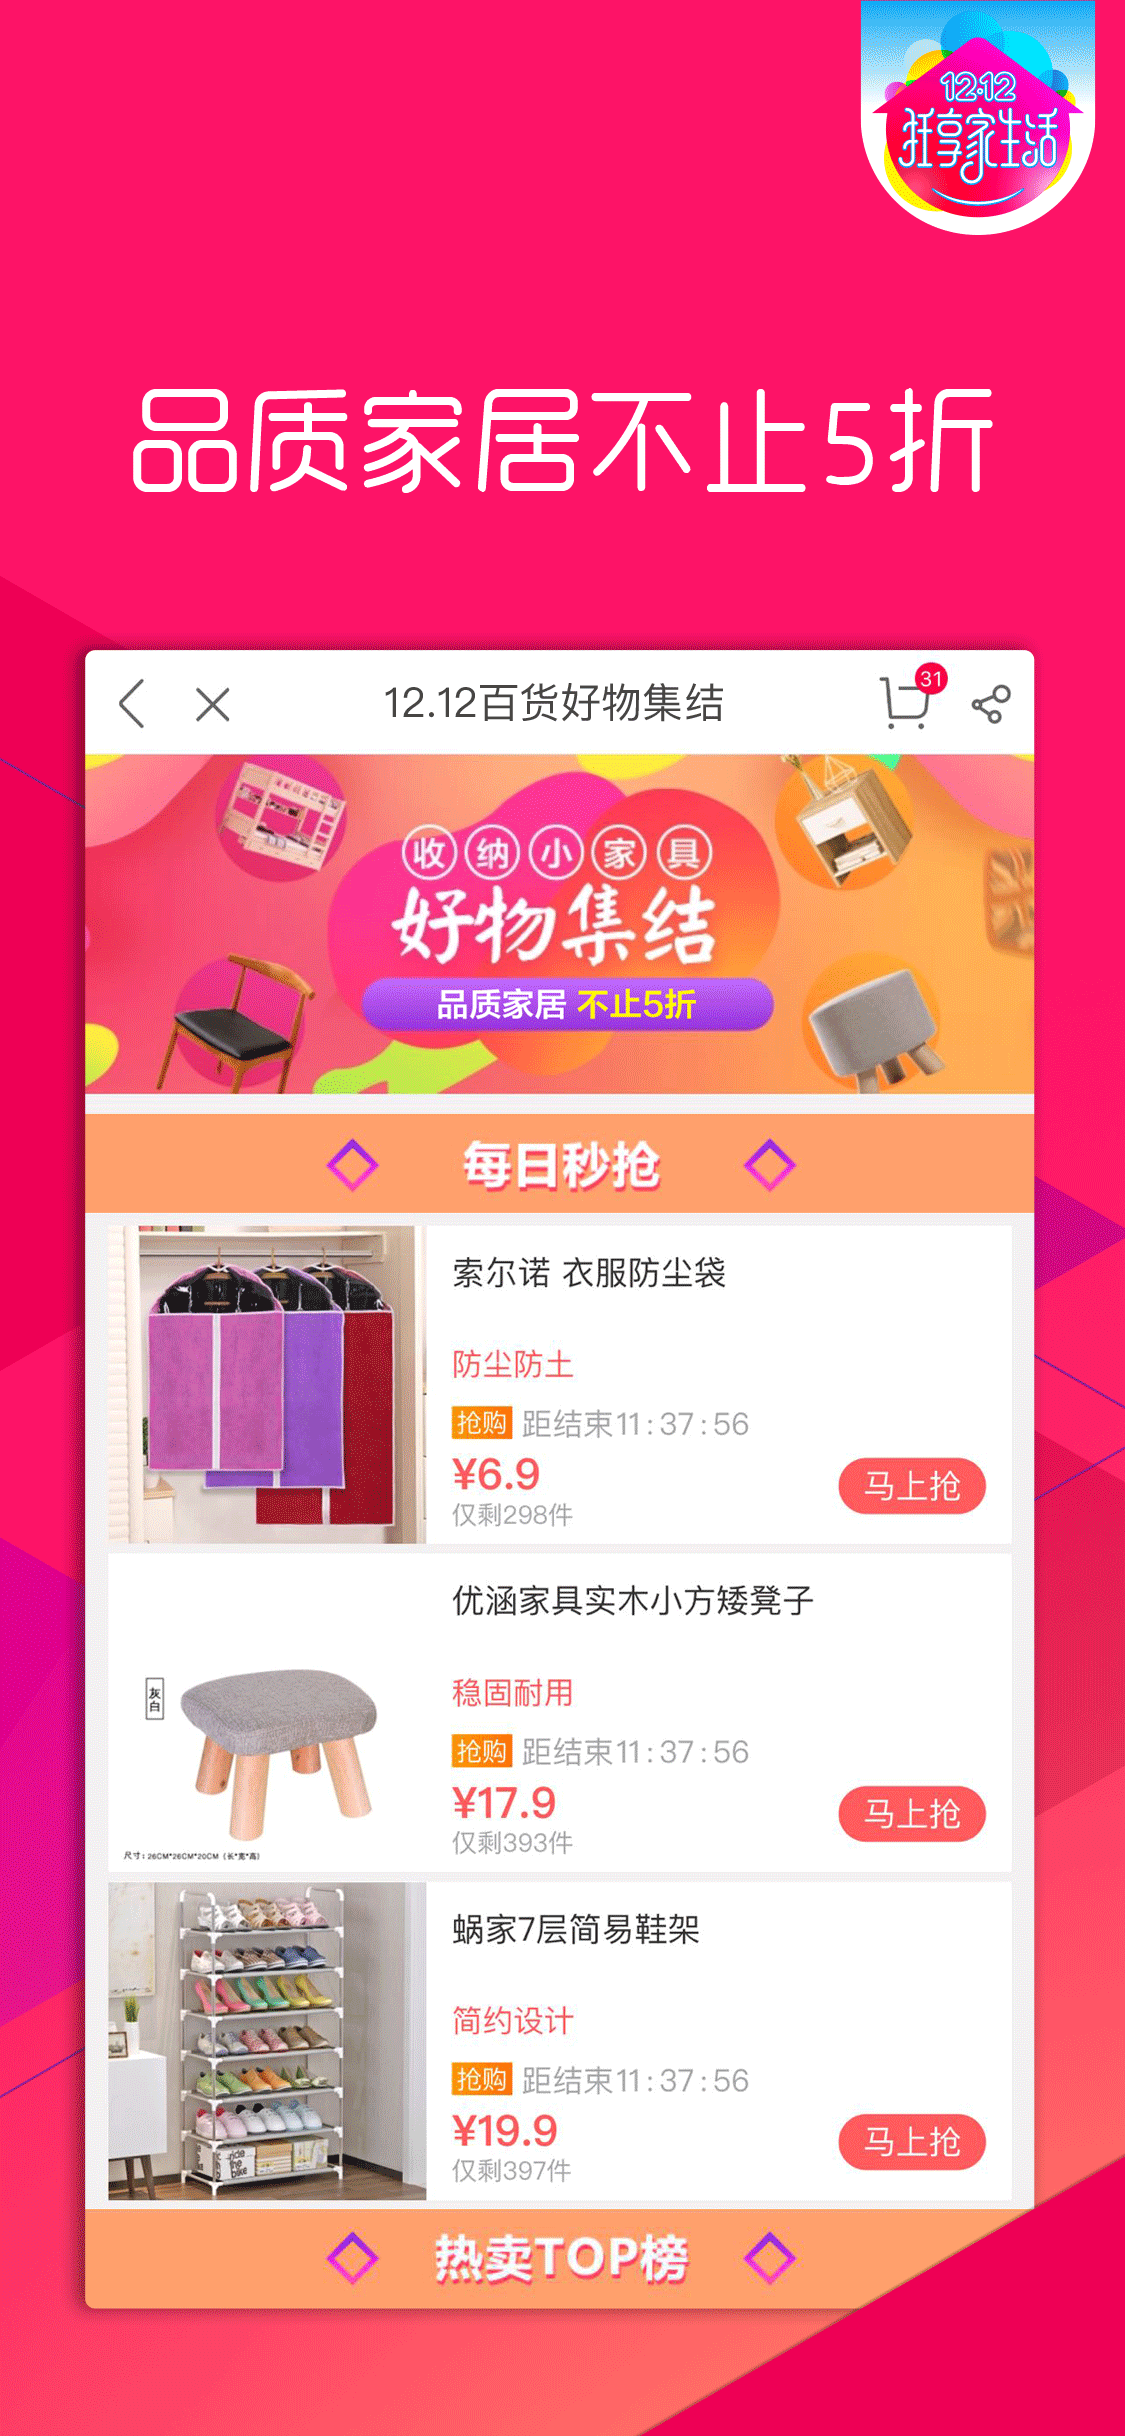 12.12
狂享家生活
品质家居不止5折
12.12百货好物集结
31
收纳小家具
好物集结
品质家居 不止5折
每日秒抢
索尔诺 衣服防尘袋
防尘防土
抢购 距结束11:37:56
¥6.9
仅剩298件
马上抢
优涵家具实木小方矮凳子
灰白
稳固耐用
抢购 距结束11:37:56
¥17.9
仅剩393件
马上抢
尺寸：26CM*26CM*20CM（长*宽*高）
蜗家7层简易鞋架
简约设计
抢购 距结束11:37:56
¥19.9
仅剩397件
马上抢
热卖TOP榜